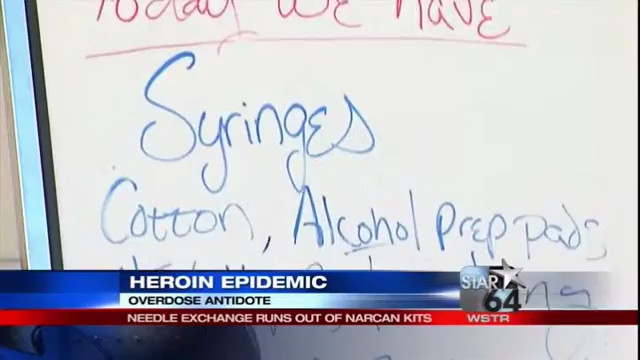 Today we have
Syringes
Cotton, Alcohol prep pads,
HEROIN EPIDEMIC
OVERDOSE ANTIDOTE
NEEDLE EXCHANGE RUNS OUT OF NARCAN KITS
STAR
64
WSTR